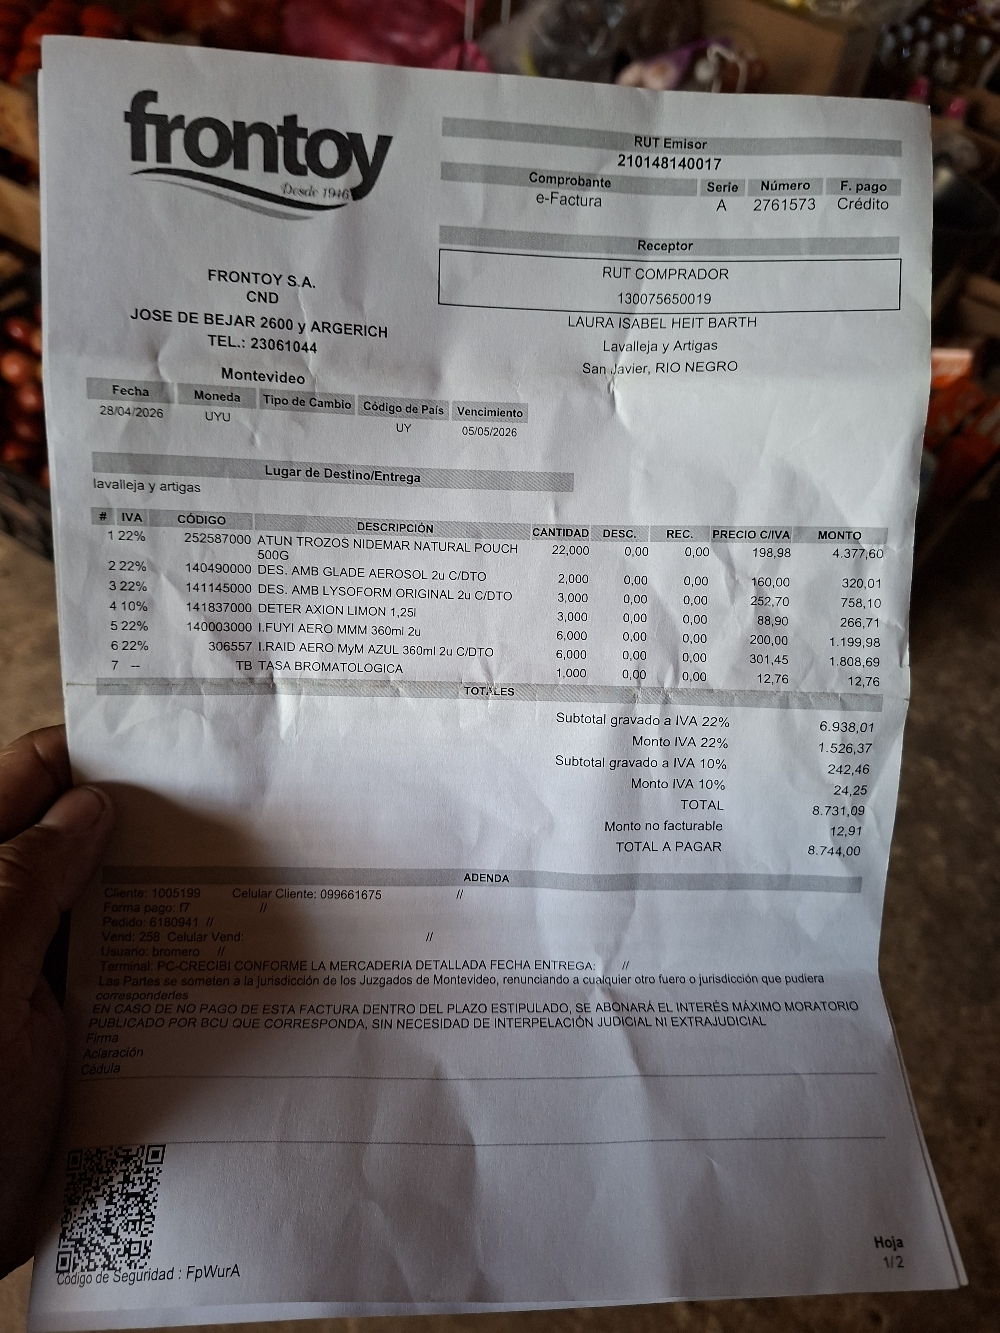 frontoy
Desde 1946
FRONTOY S.A.
CND
JOSE DE BEJAR 2600 y ARGERICH
TEL.: 23061044
Montevideo
RUT Emisor
210148140017
Comprobante Serie Número F. pago
e-Factura A 2761573 Crédito
Receptor
RUT COMPRADOR
130075650019
LAURA ISABEL HEIT BARTH
Lavalleja y Artigas
San Javier, RIO NEGRO
Fecha Moneda Tipo de Cambio Código de País Vencimiento
28/04/2026 UYU UY 05/05/2026
Lugar de Destino/Entrega
lavalleja y artigas
# IVA CÓDIGO DESCRIPCIÓN CANTIDAD DESC. REC. PRECIO C/IVA MONTO
1 22% 252587000 ATUN TROZOS NIDEMAR NATURAL POUCH 22,000 0,00 0,00 198,98 4.377,60
500G
2 22% 140490000 DES. AMB GLADE AEROSOL 2u C/DTO 2,000 0,00 0,00 160,00 320,01
3 22% 141145000 DES. AMB LYSOFORM ORIGINAL 2u C/DTO 3,000 0,00 0,00 252,70 758,10
4 10% 141837000 DETER AXION LIMON 1,25l 3,000 0,00 0,00 88,90 266,71
5 22% 140003000 I.FUYI AERO MMM 360ml 2u 6,000 0,00 0,00 200,00 1.199,98
6 22% 306557 I.RAID AERO MyM AZUL 360ml 2u C/DTO 6,000 0,00 0,00 301,45 1.808,69
7 -- TB TASA BROMATOLOGICA 1,000 0,00 0,00 12,76 12,76
TOTALES
Subtotal gravado a IVA 22% 6.938,01
Monto IVA 22% 1.526,37
Subtotal gravado a IVA 10% 242,46
Monto IVA 10% 24,25
TOTAL 8.731,09
Monto no facturable 12,91
TOTAL A PAGAR 8.744,00
ADENDA
Cliente: 1005199 Celular Cliente: 099661675 //
Forma pago: f7 //
Pedido: 6180941 //
Vend: 258 Celular Vend: //
Usuario: bromero //
Terminal: PC-CRECIBI CONFORME LA MERCADERIA DETALLADA FECHA ENTREGA: //
Las Partes se someten a la jurisdicción de los Juzgados de Montevideo, renunciando a cualquier otro fuero o jurisdicción que pudiera
corresponderles
EN CASO DE NO PAGO DE ESTA FACTURA DENTRO DEL PLAZO ESTIPULADO, SE ABONARÁ EL INTERÉS MÁXIMO MORATORIO
PUBLICADO POR BCU QUE CORRESPONDA, SIN NECESIDAD DE INTERPELACIÓN JUDICIAL NI EXTRAJUDICIAL
Firma
Aclaración
Cédula
Código de Seguridad : FpWurA
Hoja
1/2